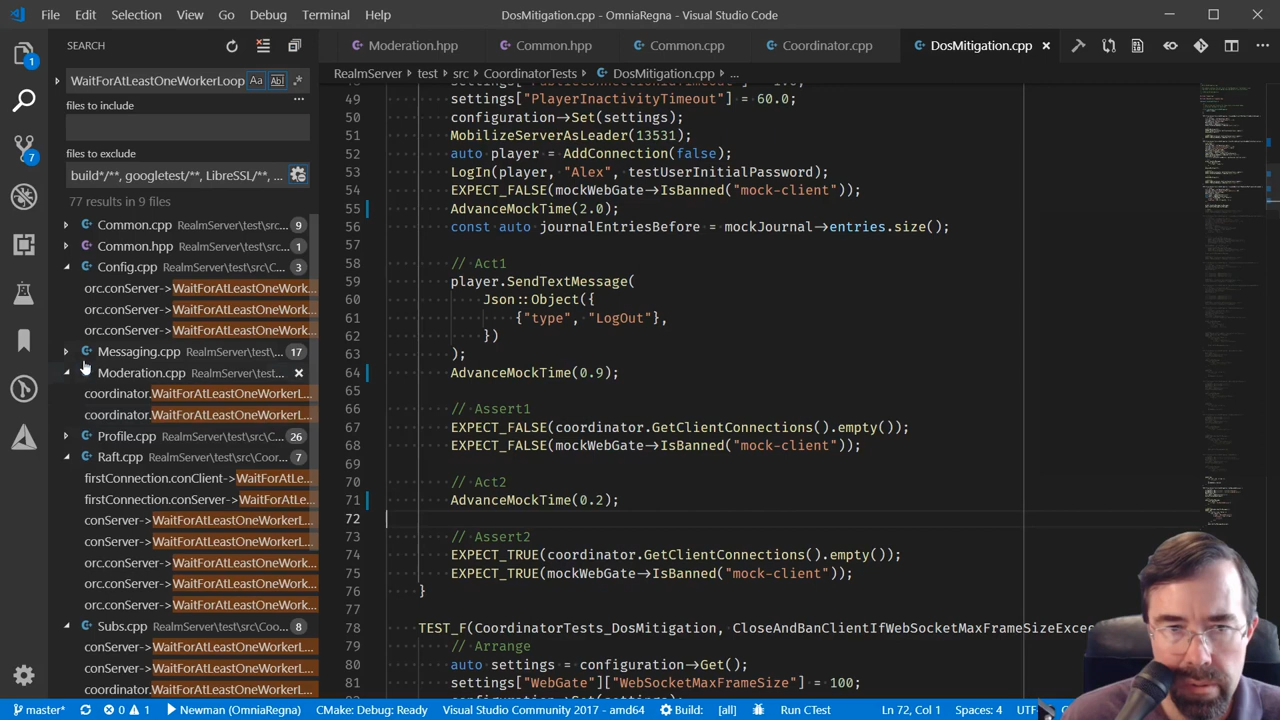 File Edit Selection View Go Debug Terminal Help DosMitigation.cpp - OmniaRegna - Visual Studio Code
SEARCH
Moderation.hpp Common.hpp Common.cpp Coordinator.cpp DosMitigation.cpp
RealmServer › test › src › CoordinatorTests › DosMitigation.cpp › ...
WaitForAtLeastOneWorkerLoop Aa Abl .*
files to include
files to exclude
build*/**, googletest/**, LibreSSL/**, ...
77 results in 9 files
Common.cpp RealmServer\test\src... 9
Common.hpp RealmServer\test\src... 1
Config.cpp RealmServer\test\src\C... 3
orc.conServer->WaitForAtLeastOneWork...
orc.conServer->WaitForAtLeastOneWork...
orc.conServer->WaitForAtLeastOneWork...
Messaging.cpp RealmServer\test\... 17
Moderation.cpp RealmServer\test...
coordinator.WaitForAtLeastOneWorkerL...
coordinator.WaitForAtLeastOneWorkerL...
Profile.cpp RealmServer\test\src\... 26
Raft.cpp RealmServer\test\src\Coor... 7
firstConnection.conClient->WaitForAtLe...
firstConnection.conServer->WaitForAtLe...
conServer->WaitForAtLeastOneWorkerL...
conServer->WaitForAtLeastOneWorkerL...
orc.conServer->WaitForAtLeastOneWork...
orc.conServer->WaitForAtLeastOneWork...
orc.conServer->WaitForAtLeastOneWork...
Subs.cpp RealmServer\test\src\Coo... 8
conServer->WaitForAtLeastOneWorkerL...
conServer->WaitForAtLeastOneWorkerL...
coordinator.WaitForAtLeastOneWorkerL...
49 settings["PlayerInactivityTimeout"] = 60.0;
50 configuration->Set(settings);
51 MobilizeServerAsLeader(13531);
52 auto player = AddConnection(false);
53 LogIn(player, "Alex", testUserInitialPassword);
54 EXPECT_FALSE(mockWebGate->IsBanned("mock-client"));
55 AdvanceMockTime(2.0);
56 const auto journalEntriesBefore = mockJournal->entries.size();
57
58 // Act1
59 player.sendTextMessage(
60 Json::Object({
61 {"type", "LogOut"},
62 })
63 );
64 AdvanceMockTime(0.9);
65
66 // Assert1
67 EXPECT_FALSE(coordinator.GetClientConnections().empty());
68 EXPECT_FALSE(mockWebGate->IsBanned("mock-client"));
69
70 // Act2
71 AdvanceMockTime(0.2);
72
73 // Assert2
74 EXPECT_TRUE(coordinator.GetClientConnections().empty());
75 EXPECT_TRUE(mockWebGate->IsBanned("mock-client"));
76 }
77
78 TEST_F(CoordinatorTests_DosMitigation, CloseAndBanClientIfWebSocketMaxFrameSizeExc
79 // Arrange
80 auto settings = configuration->Get();
81 settings["WebGate"]["WebSocketMaxFrameSize"] = 100;
master* 0 1 Newman (OmniaRegna) CMake: Debug: Ready Visual Studio Community 2017 - amd64 Build: [all] Run CTest Ln 72, Col 1 Spaces: 4 UTF